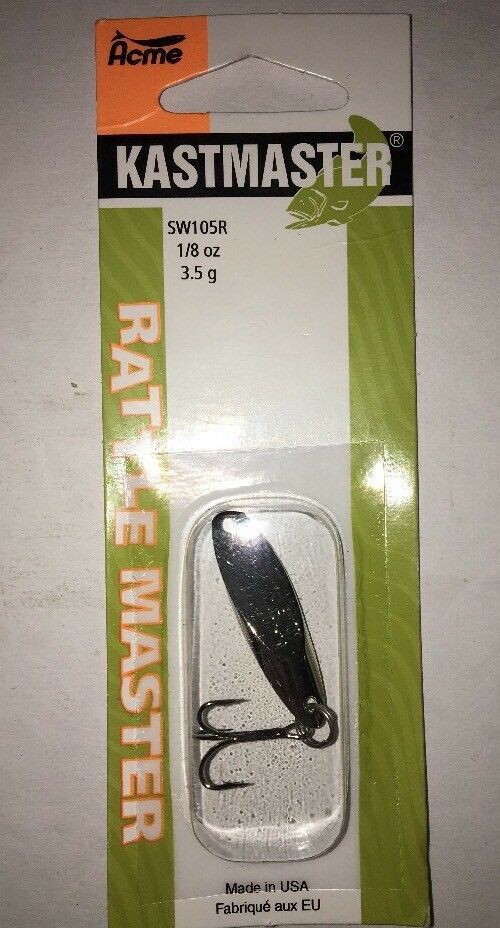 Acme
KASTMASTER®
SW105R
1/8 oz
3.5 g
RATTLE MASTER
Made in USA
Fabriqué aux EU